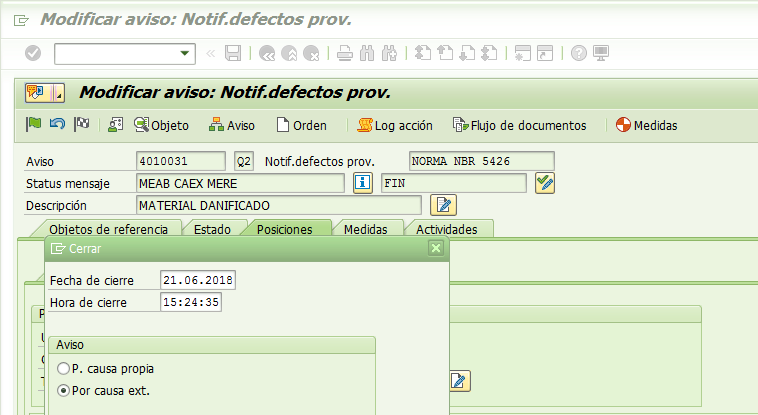 Modificar aviso: Notif.defectos prov.
Modificar aviso: Notif.defectos prov.
Objeto Aviso Orden Log acción Flujo de documentos Medidas
Aviso 4010031 Q2 Notif.defectos prov. NORMA NBR 5426
Status mensaje MEAB CAEX MERE FIN
Descripción MATERIAL DANIFICADO
Objetos de referencia Estado Posiciones Medidas Actividades
Cerrar
Fecha de cierre 21.06.2018
Hora de cierre 15:24:35
Aviso
P. causa propia
Por causa ext.